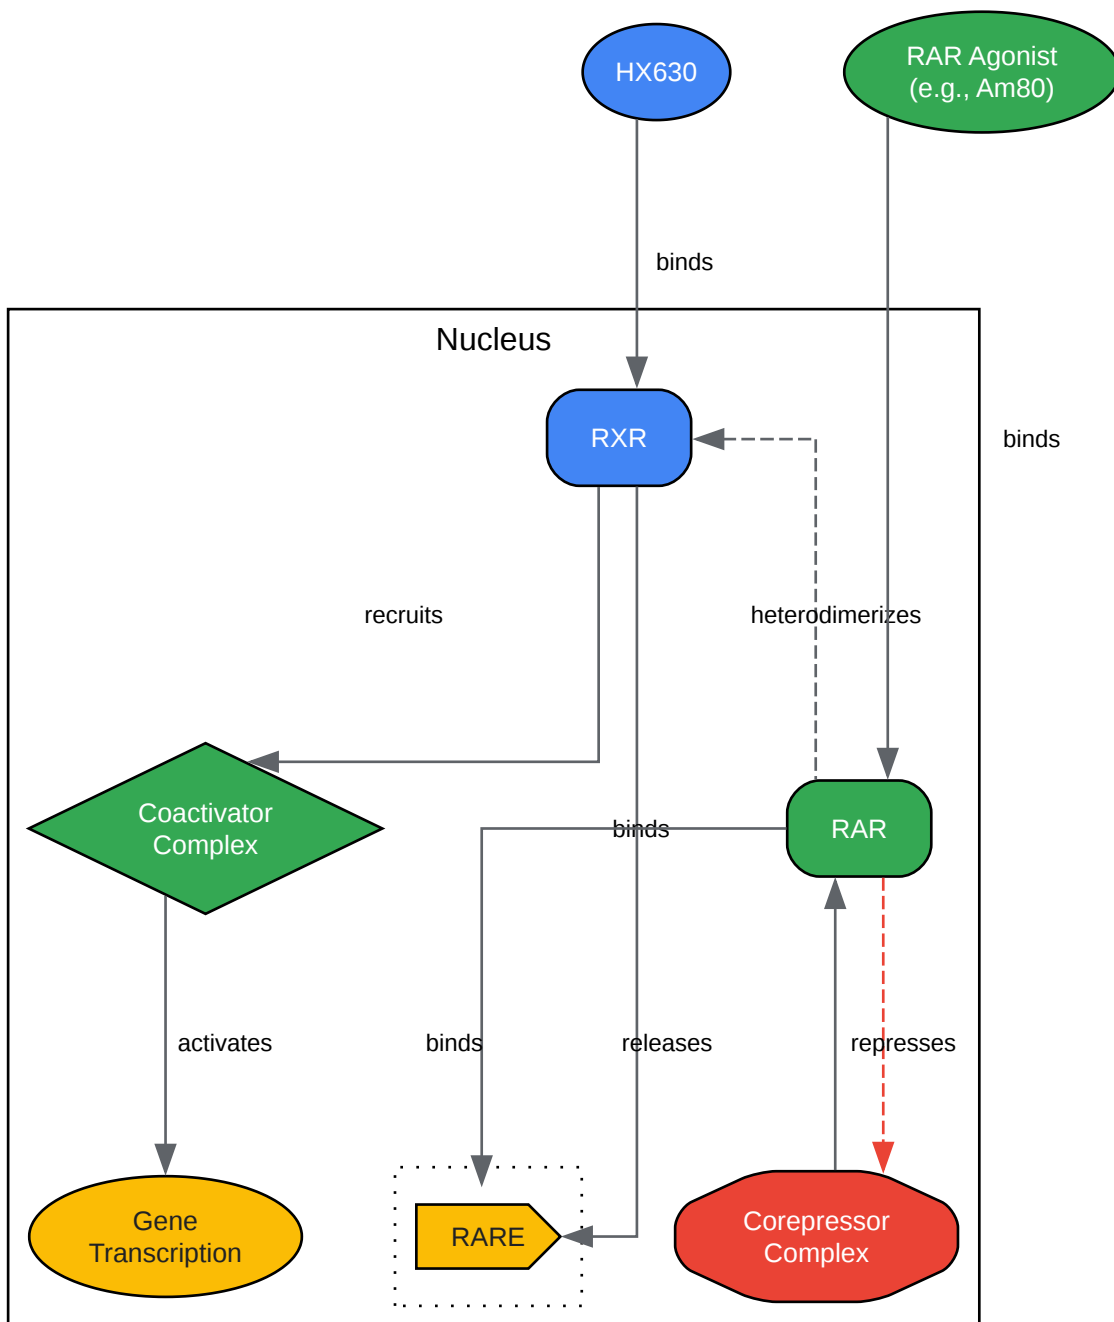 HX630
RAR Agonist
(e.g., Am80)
binds
Nucleus
RXR
binds
recruits
heterodimerizes
Coactivator
Complex
binds
RAR
activates
binds
releases
represses
Gene
Transcription
RARE
Corepressor
Complex